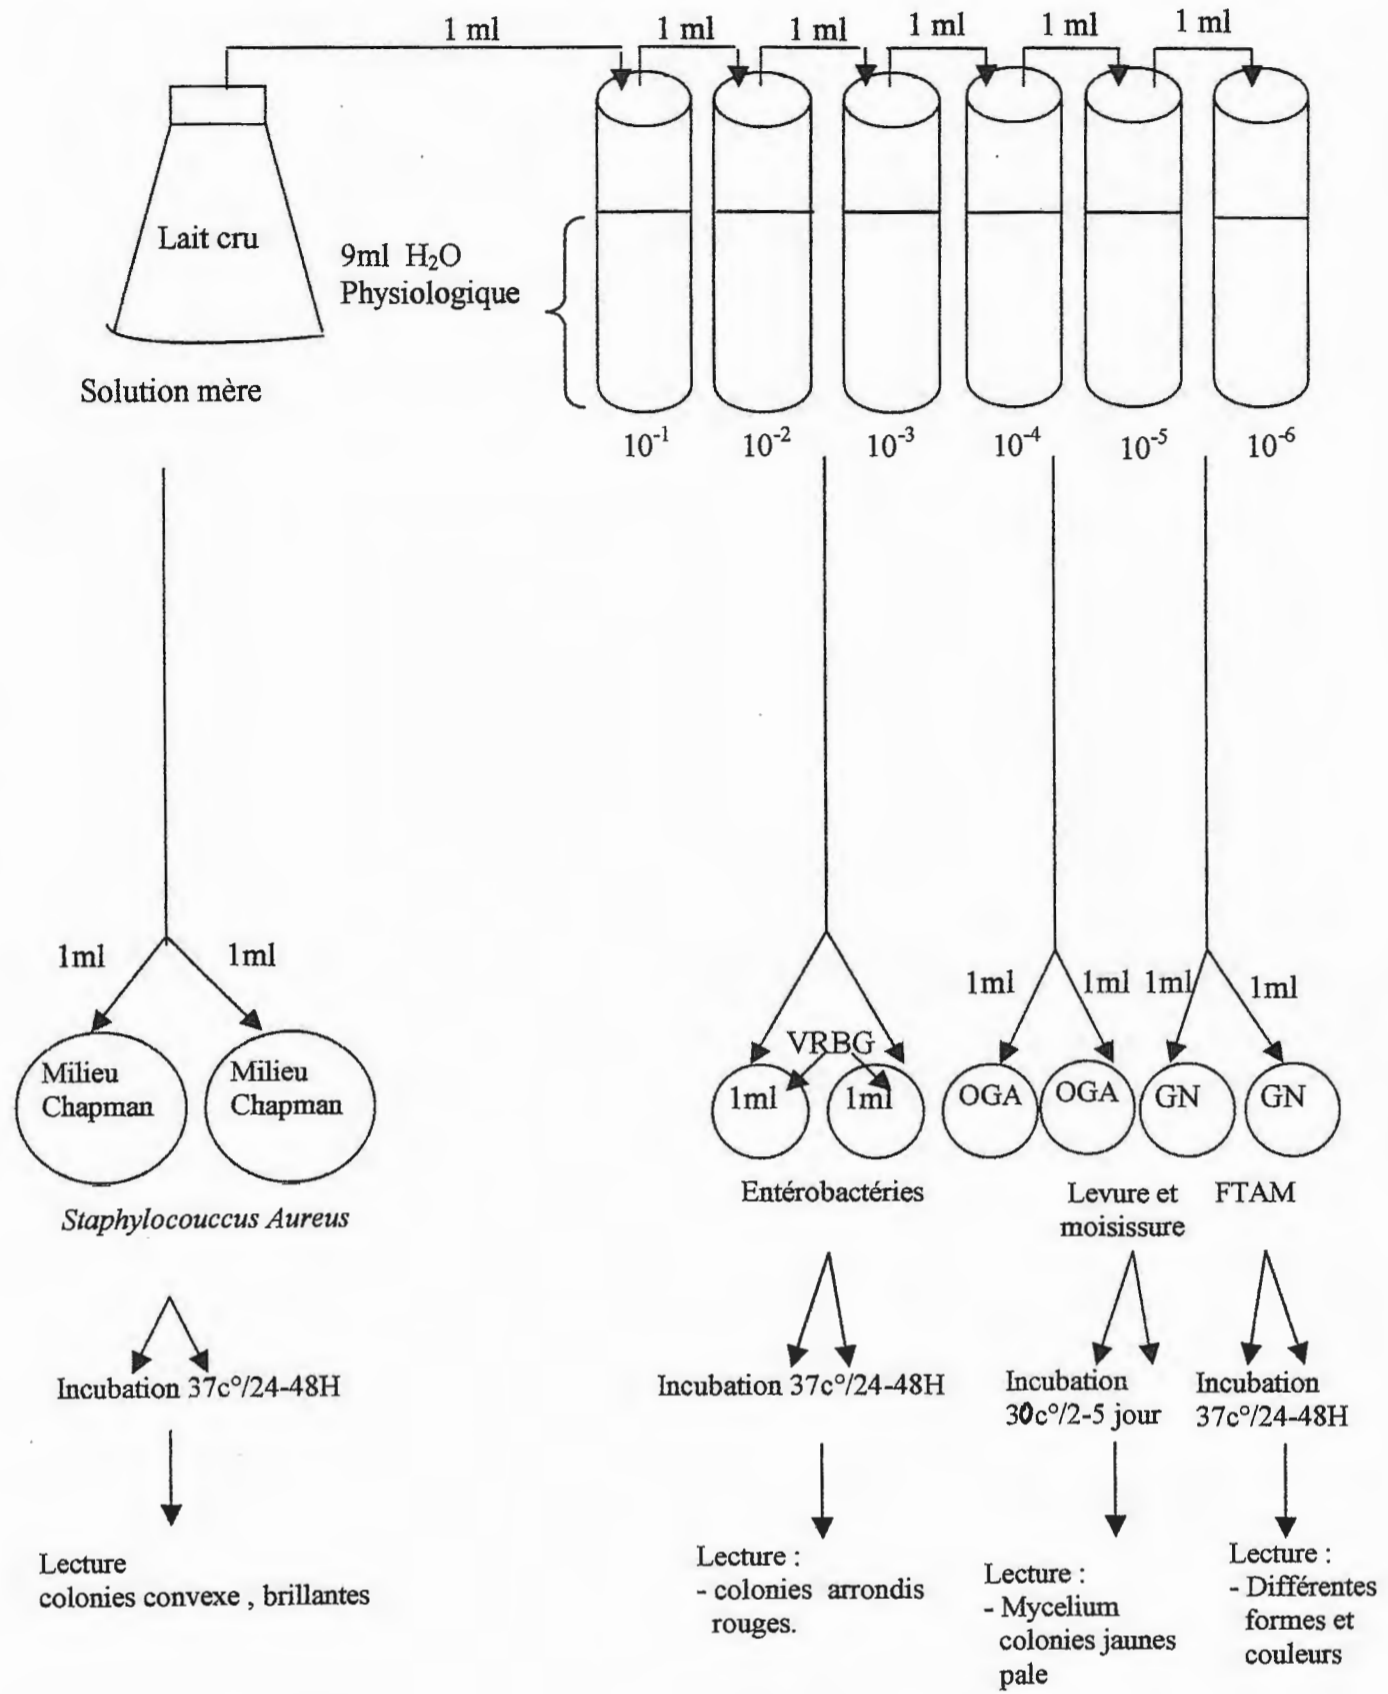 1 ml
1 ml
1 ml
1 ml
1 ml
1 ml
Lait cru
9ml H₂O
Physiologique
Solution mère
10⁻¹
10⁻²
10⁻³
10⁻⁴
10⁻⁵
10⁻⁶
1ml
1ml
1ml
1ml
1ml
1ml
Milieu
Chapman
Milieu
Chapman
VRBG
1ml
1ml
OGA
OGA
GN
GN
Staphylocouccus Aureus
Entérobactéries
Levure et
moisissure
FTAM
Incubation 37c°/24-48H
Incubation 37c°/24-48H
Incubation
30c°/2-5 jour
Incubation
37c°/24-48H
Lecture
colonies convexe , brillantes
Lecture :
- colonies arrondis
rouges.
Lecture :
- Mycelium
colonies jaunes
pale
Lecture :
- Différentes
formes et
couleurs